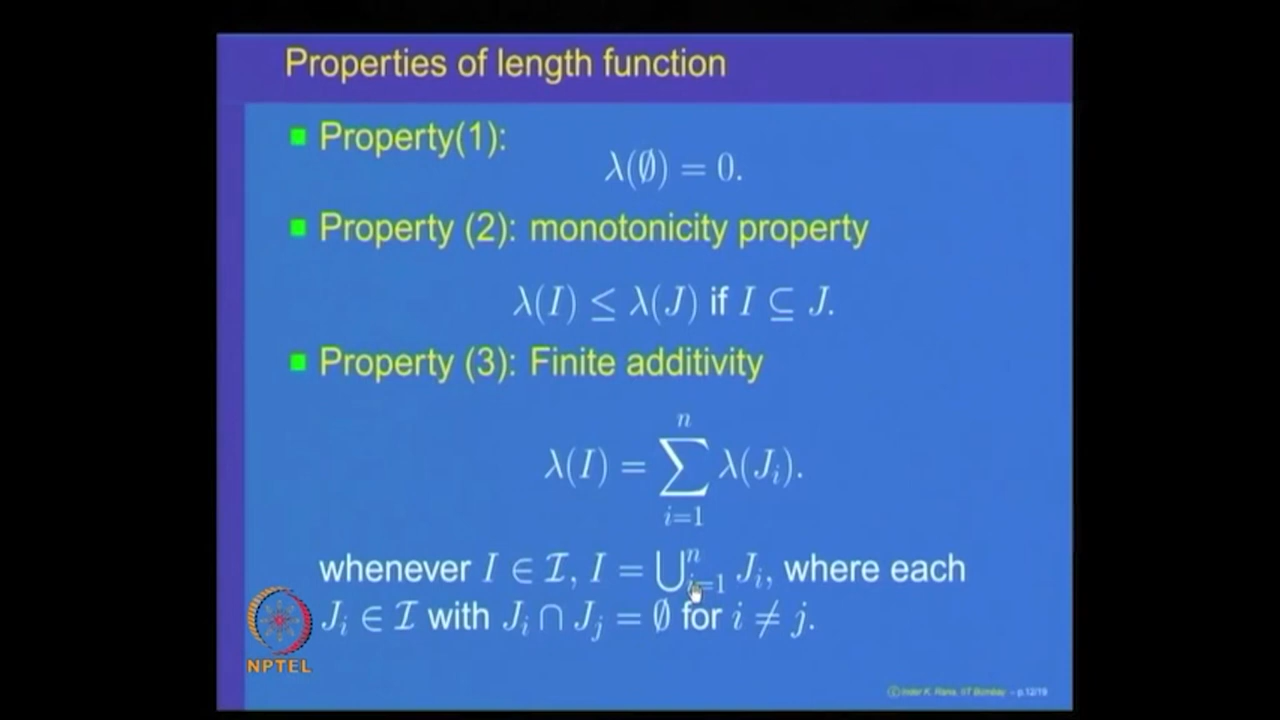 Properties of length function
Property(1):
λ(∅) = 0.
Property (2): monotonicity property
λ(I) ≤ λ(J) if I ⊆ J.
Property (3): Finite additivity
λ(I) = ∑_{i=1}^{n} λ(J_i).
whenever I ∈ 𝓘, I = ⋃_{i=1}^{n} J_i, where each
J_i ∈ 𝓘 with J_i ∩ J_j = ∅ for i ≠ j.
NPTEL
© Inder K. Rana, IIT Bombay – p.12/19